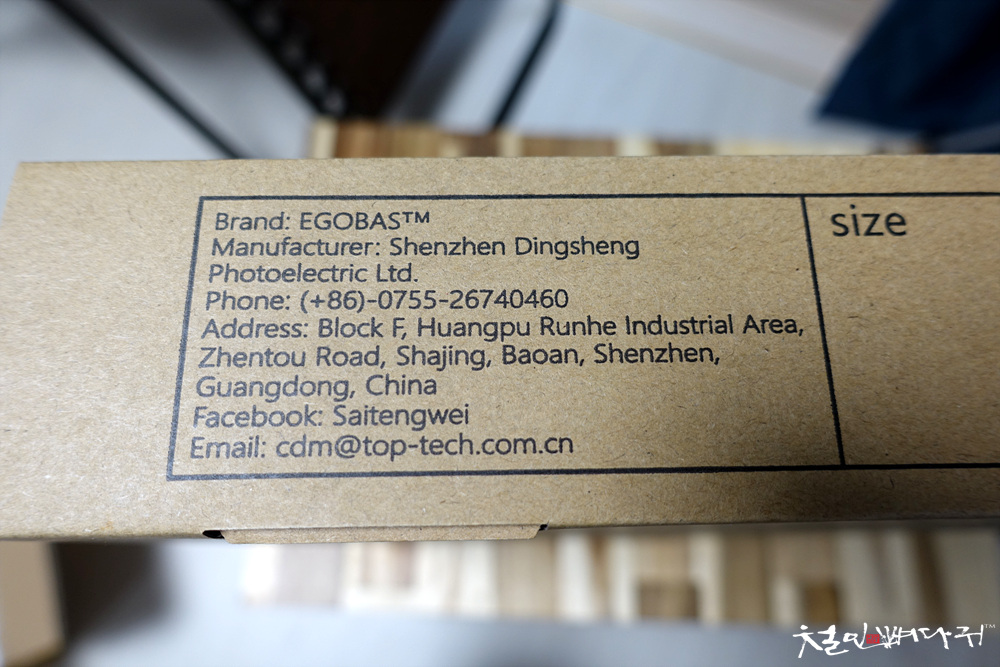 Brand: EGOBAS™
Manufacturer: Shenzhen Dingsheng
Photoelectric Ltd.
Phone: (+86)-0755-26740460
Address: Block F, Huangpu Runhe Industrial Area,
Zhentou Road, Shajing, Baoan, Shenzhen,
Guangdong, China
Facebook: Saitengwei
Email: cdm@top-tech.com.cn
size